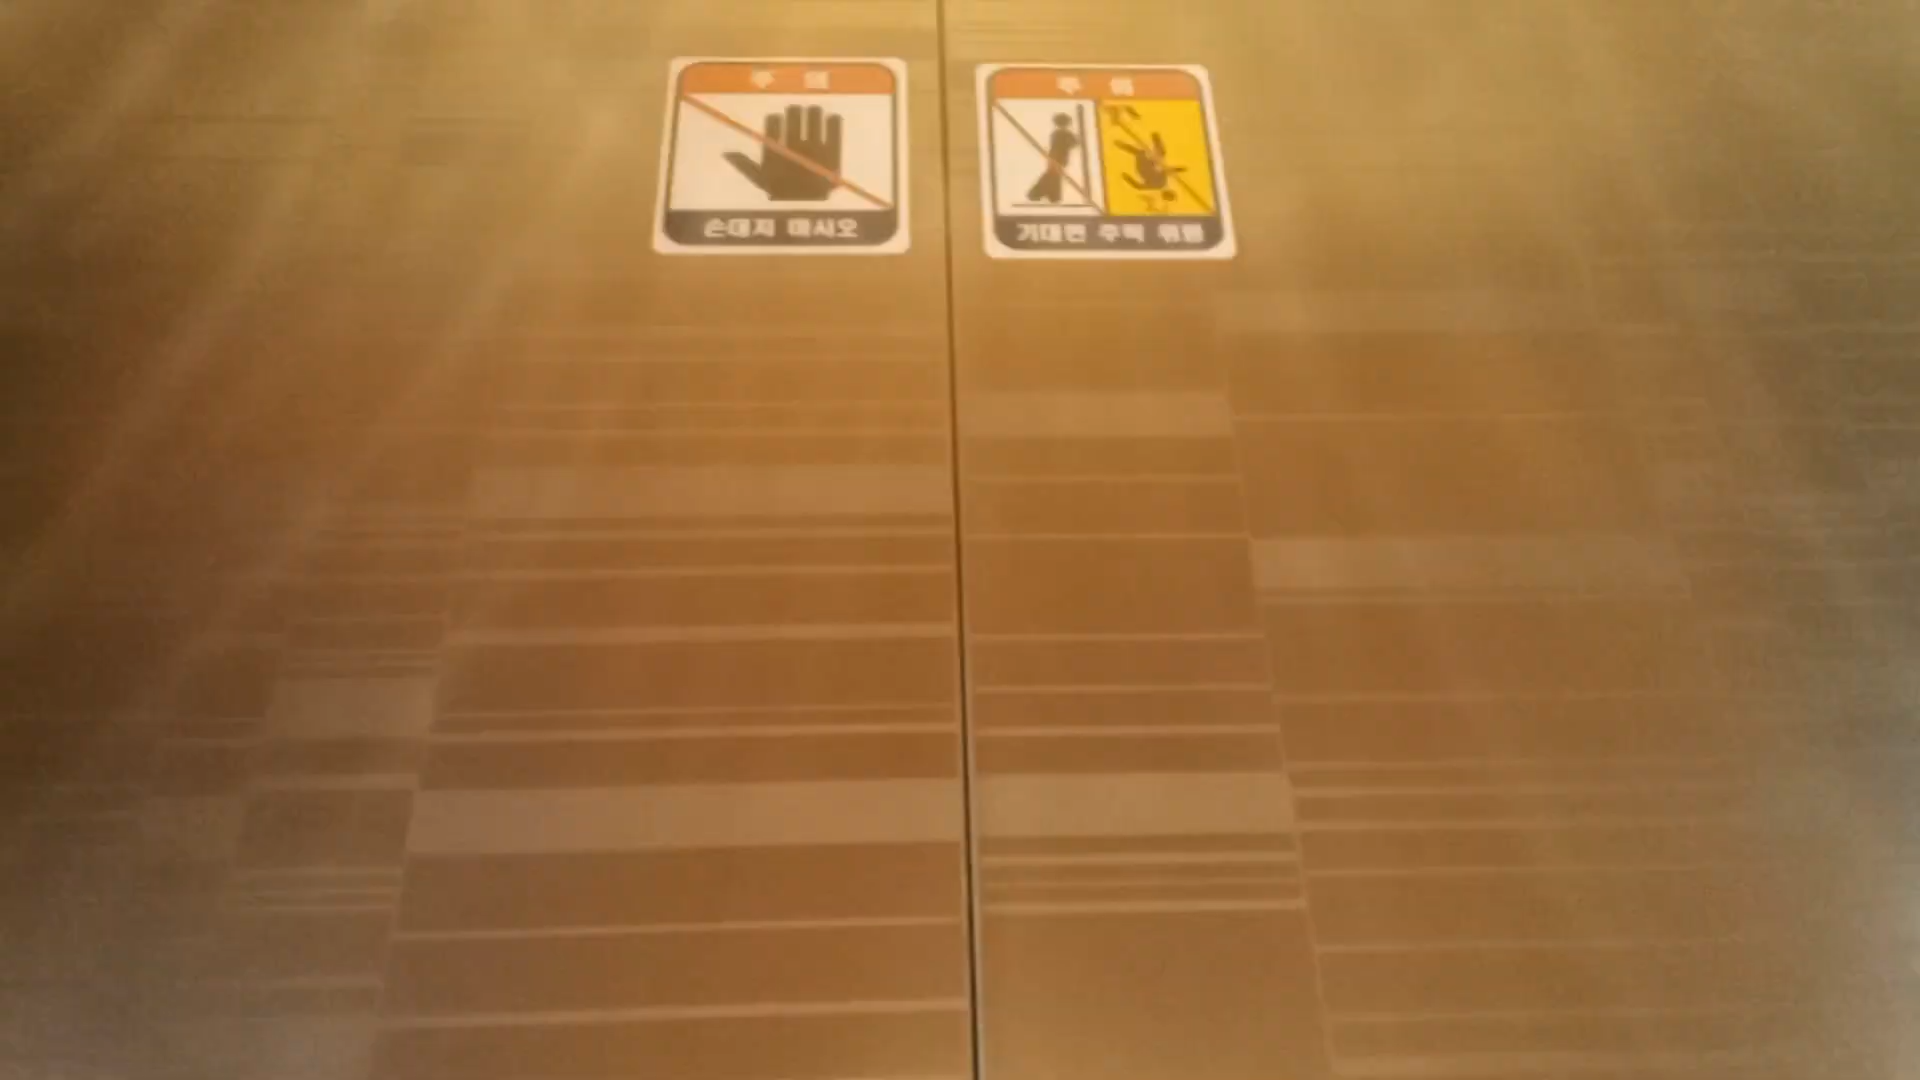 주 의
손대지 마시오
주 의
기대면 추락 위험